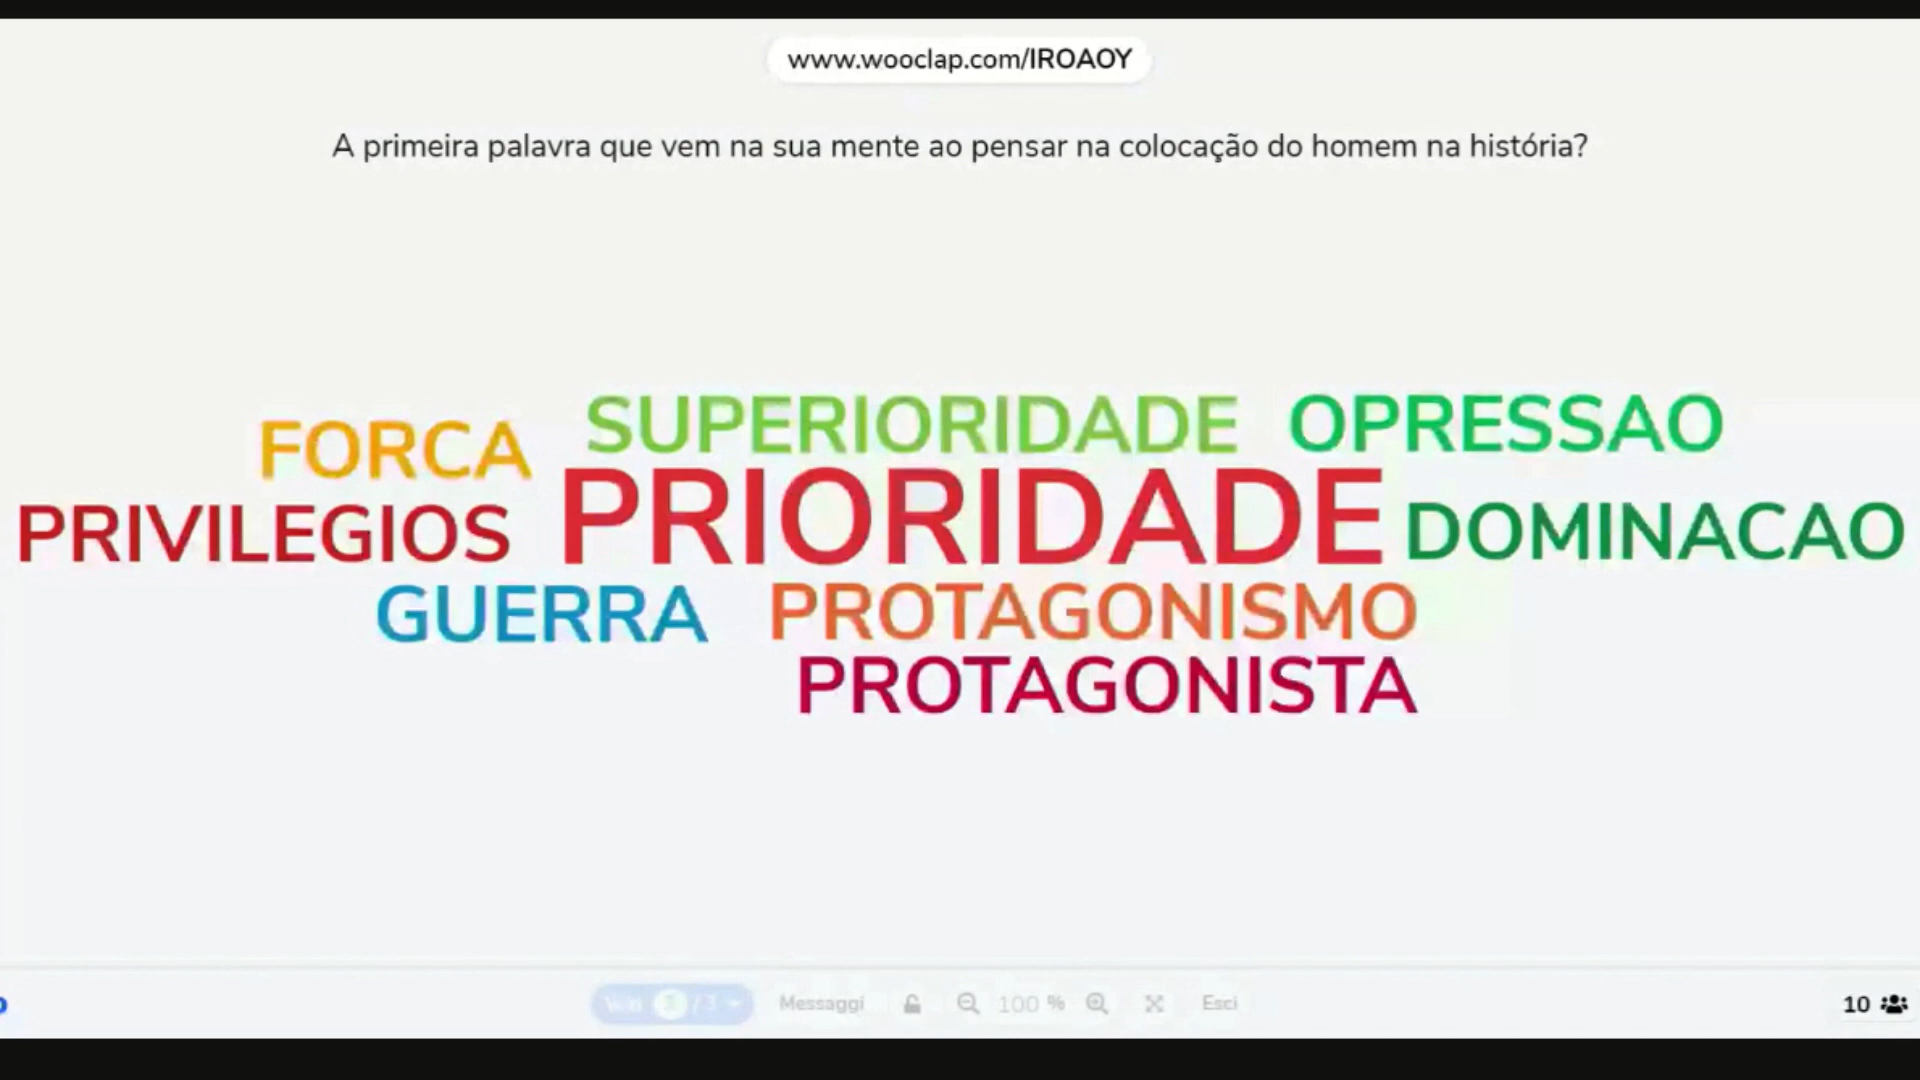 www.wooclap.com/IROAOY
A primeira palavra que vem na sua mente ao pensar na colocação do homem na história?
FORCA SUPERIORIDADE OPRESSAO
PRIVILEGIOS PRIORIDADE DOMINACAO
GUERRA PROTAGONISMO
PROTAGONISTA
/ 3 Messaggi 100 % Esci
10